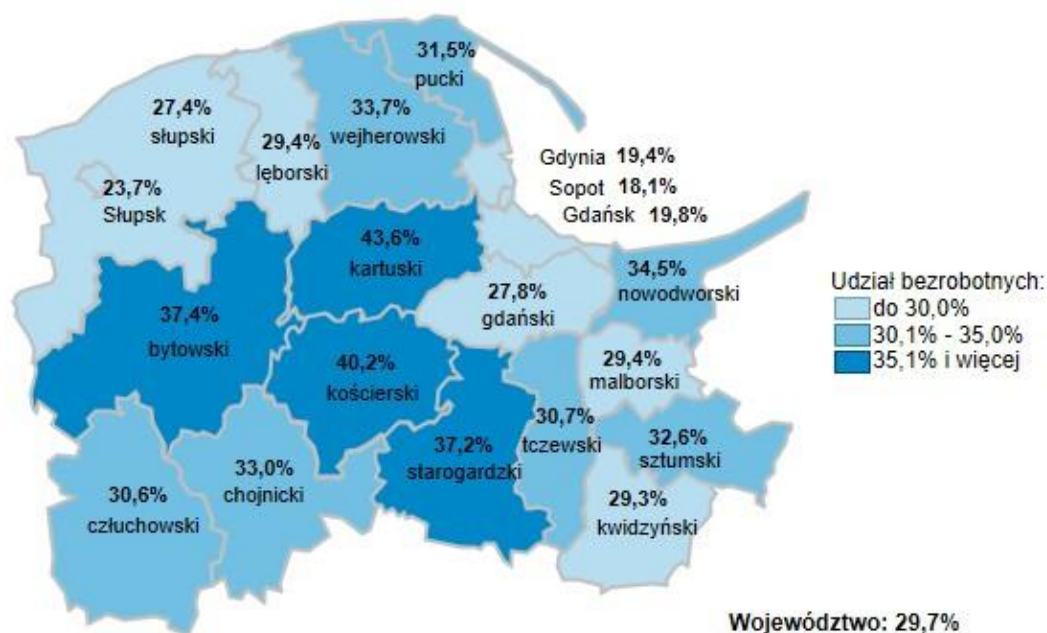 31,5%
pucki
27,4%
słupski
33,7%
wejherowski
29,4%
lęborski
Gdynia 19,4%
Sopot 18,1%
Gdańsk 19,8%
23,7%
Słupsk
43,6%
kartuski
34,5%
nowodworski
27,8%
gdański
37,4%
bytowski
40,2%
kościerski
29,4%
malborski
30,7%
tczewski
32,6%
sztumski
37,2%
starogardzki
33,0%
chojnicki
30,6%
człuchowski
29,3%
kwidzyński
Udział bezrobotnych:
do 30,0%
30,1% - 35,0%
35,1% i więcej
Województwo: 29,7%